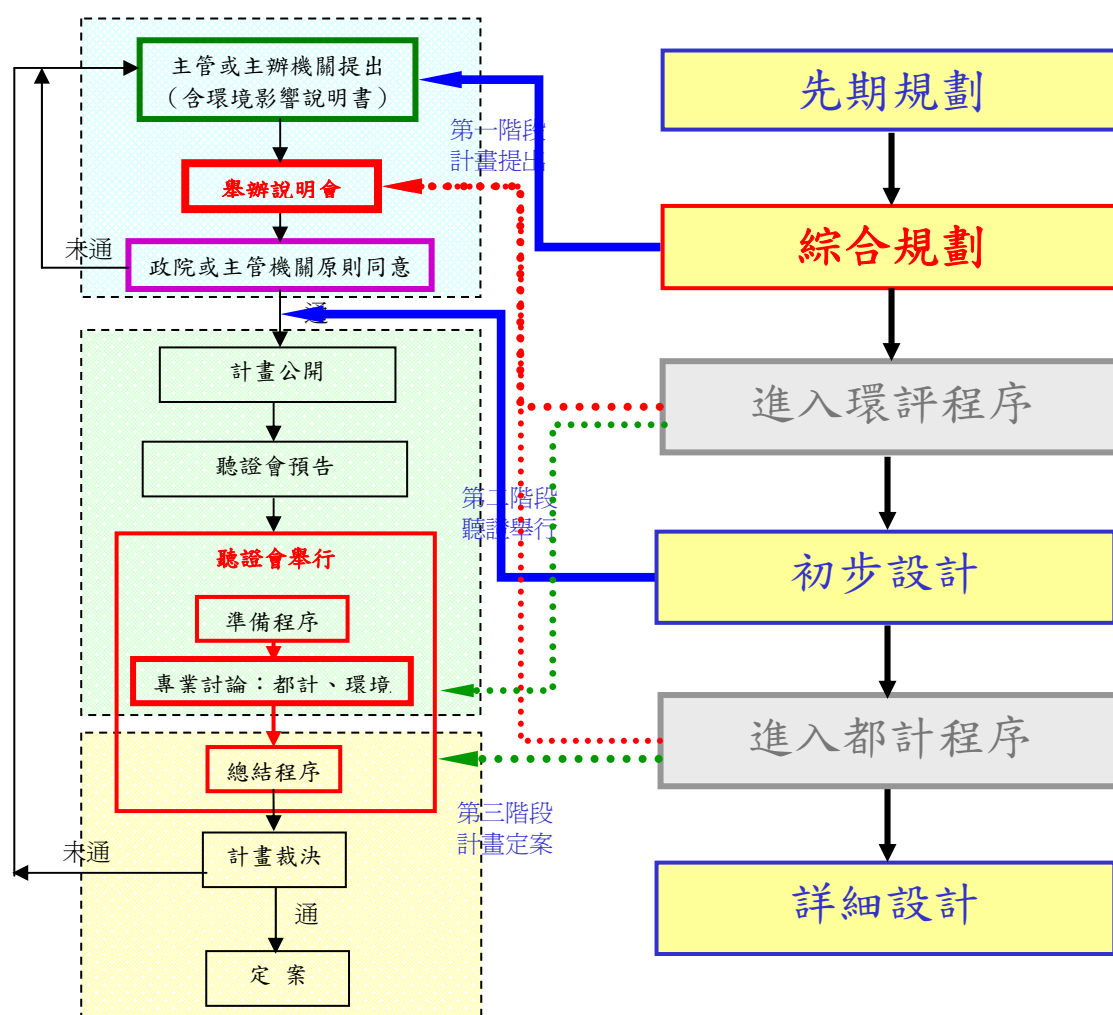 主管或主辦機關提出
（含環境影響說明書）
第一階段
計畫提出
舉辦說明會
未通
政院或主管機關原則同意
通
計畫公開
聽證會預告
第二階段
聽證舉行
聽證會舉行
準備程序
專業討論：都計、環境
總結程序
第三階段
計畫定案
未通
計畫裁決
通
定 案
先期規劃
綜合規劃
進入環評程序
初步設計
進入都計程序
詳細設計